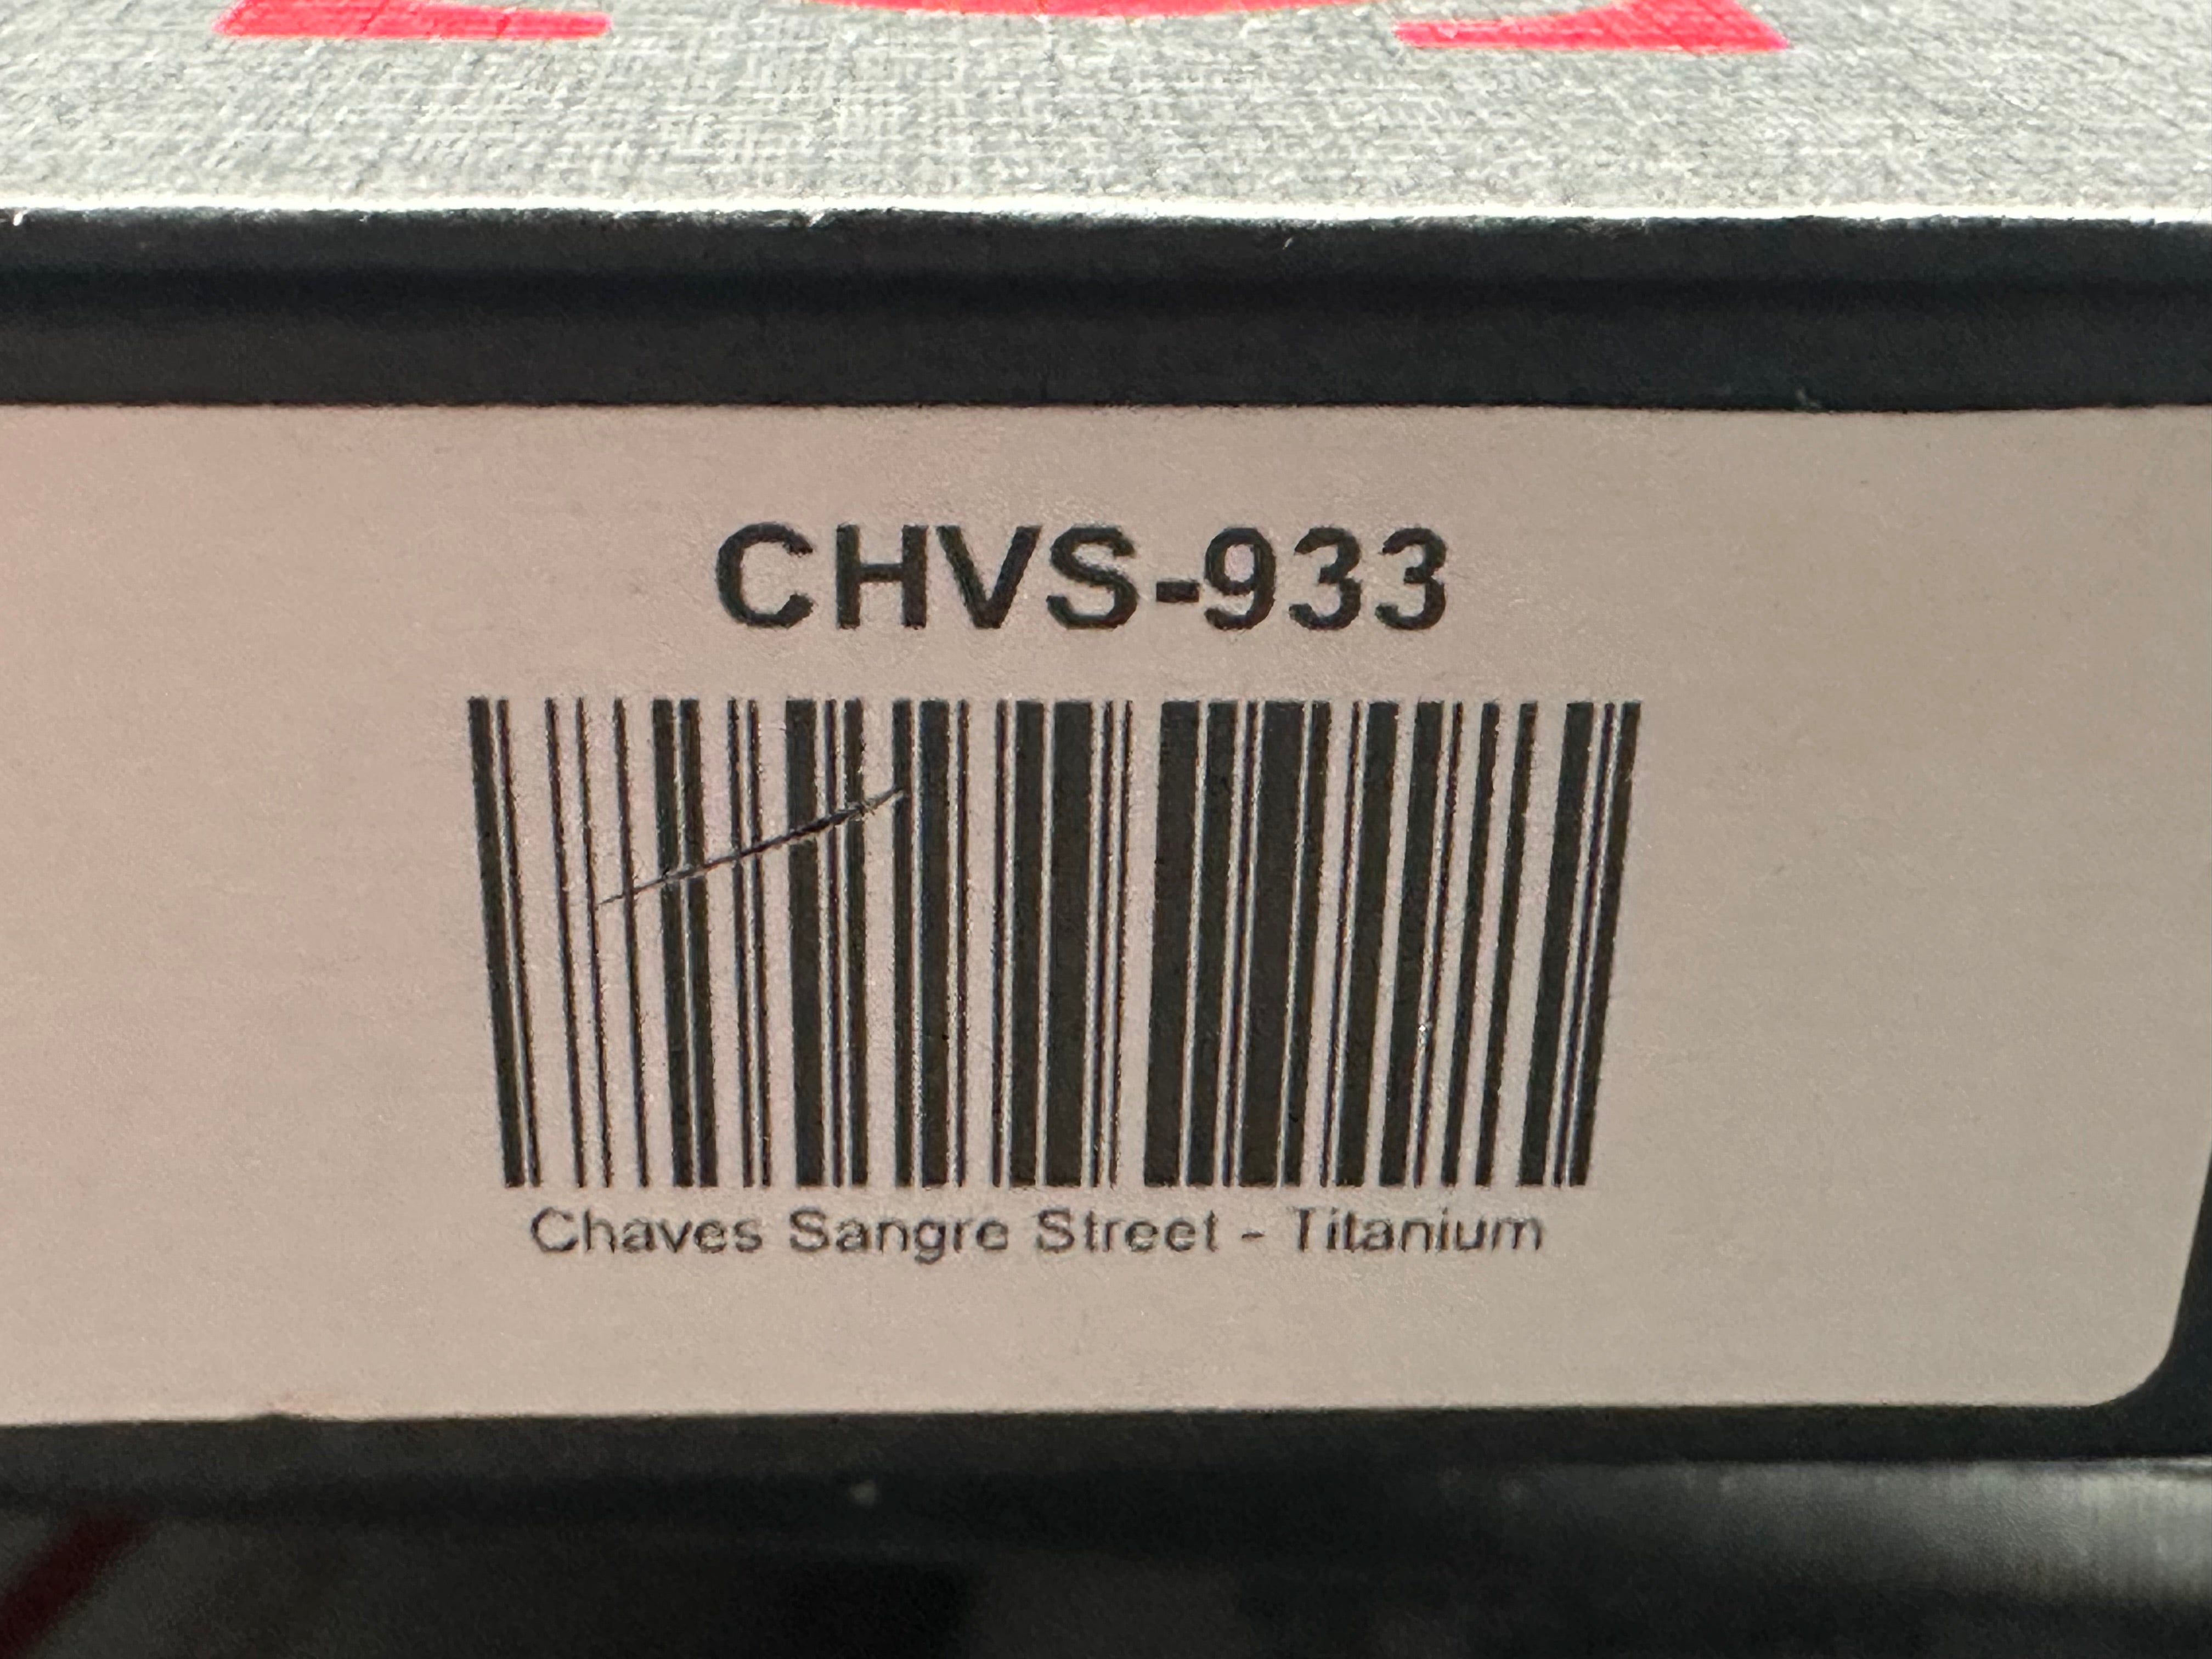 CHVS-933
Chaves Sangre Street - Titanium